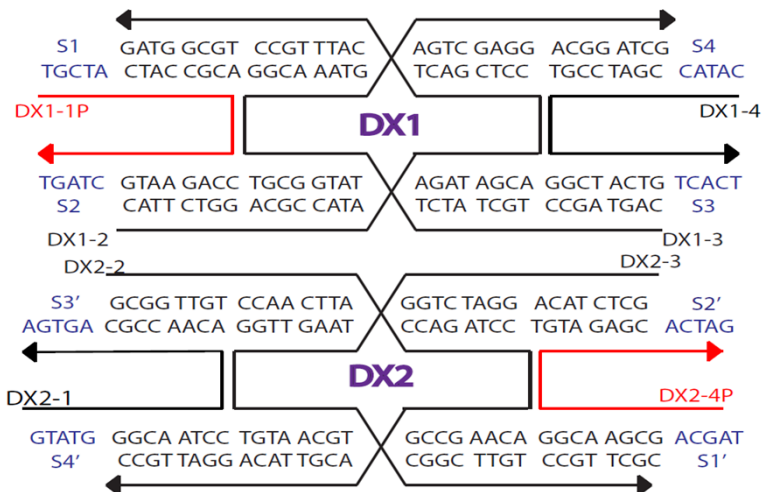 S1 GATG GCGT CCGT TTAC AGTC GAGG ACGG ATCG S4
TGCTA CTAC CGCA GGCA AATG TCAG CTCC TGCC TAGC CATAC
DX1-1P DX1-4
DX1
TGATC GTAA GACC TGCG GTAT AGAT AGCA GGCT ACTG TCACT
S2 CATT CTGG ACGC CATA TCTA TCGT CCGA TGAC S3
DX1-2 DX1-3
DX2-2 DX2-3
S3’ GCGG TTGT CCAA CTTA GGTC TAGG ACAT CTCG S2’
AGTGA CGCC AACA GGTT GAAT CCAG ATCC TGTA GAGC ACTAG
DX2
DX2-1 DX2-4P
GTATG GGCA ATCC TGTA ACGT GCCG AACA GGCA AGCG ACGAT
S4’ CCGT TAGG ACAT TGCA CGGC TTGT CCGT TCGC S1’